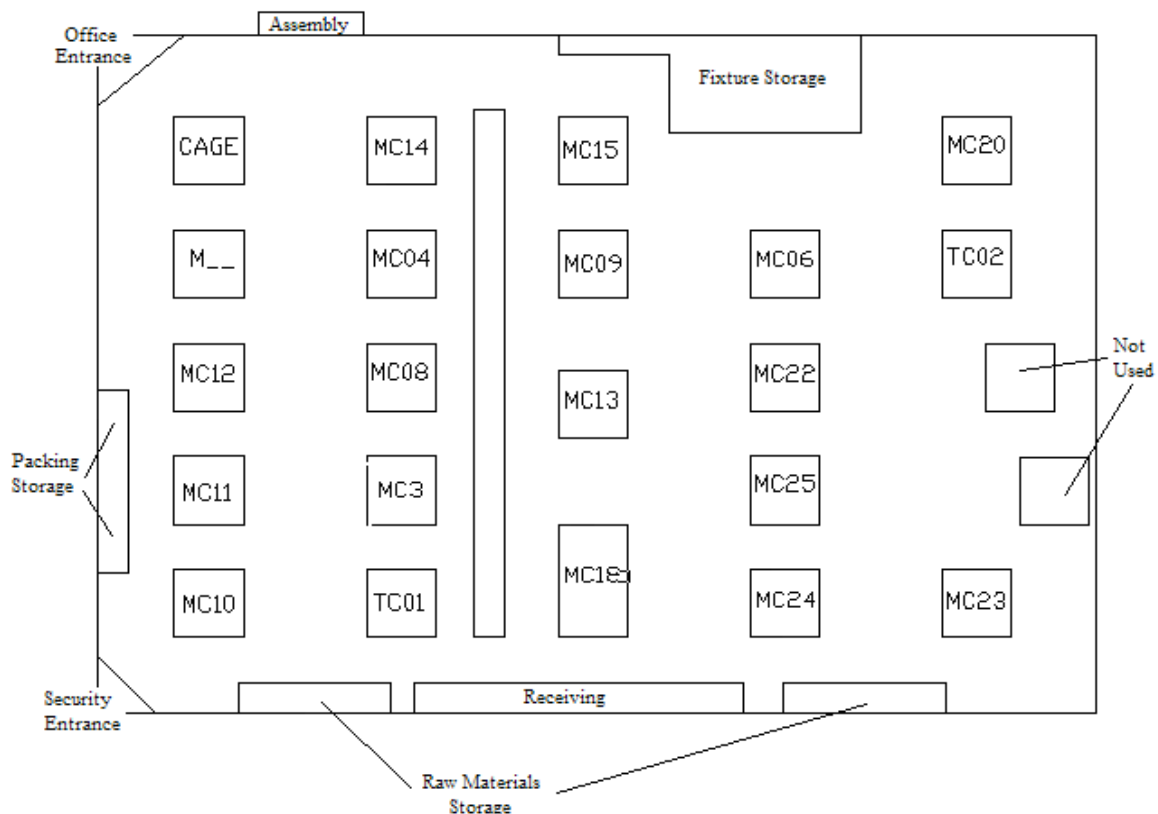 Assembly
Office
Entrance
Fixture Storage
CAGE
MC14
MC15
MC20
M__
MC04
MC09
MC06
TC02
MC12
MC08
MC13
MC22
Not
Used
Packing
Storage
MC11
MC3
MC25
MC10
TC01
MC18
MC24
MC23
Security
Entrance
Receiving
Raw Materials
Storage